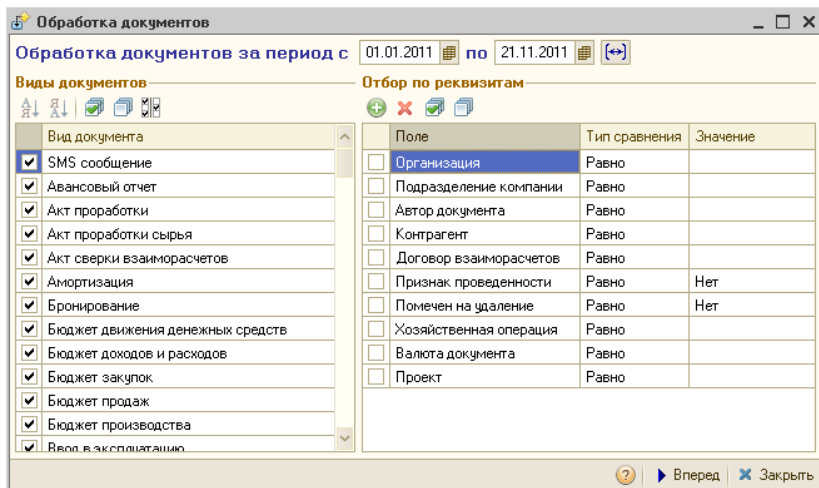 Обработка документов
Обработка документов за период с 01.01.2011 по 21.11.2011
Виды документов
Вид документа
SMS сообщение
Авансовый отчет
Акт проработки
Акт проработки сырья
Акт сверки взаиморасчетов
Амортизация
Бронирование
Бюджет движения денежных средств
Бюджет доходов и расходов
Бюджет закупок
Бюджет продаж
Бюджет производства
Ввод в эксплуатацию
Отбор по реквизитам
Поле Тип сравнения Значение
Организация Равно
Подразделение компании Равно
Автор документа Равно
Контрагент Равно
Договор взаиморасчетов Равно
Признак проведенности Равно Нет
Помечен на удаление Равно Нет
Хозяйственная операция Равно
Валюта документа Равно
Проект Равно
Вперед Закрыть